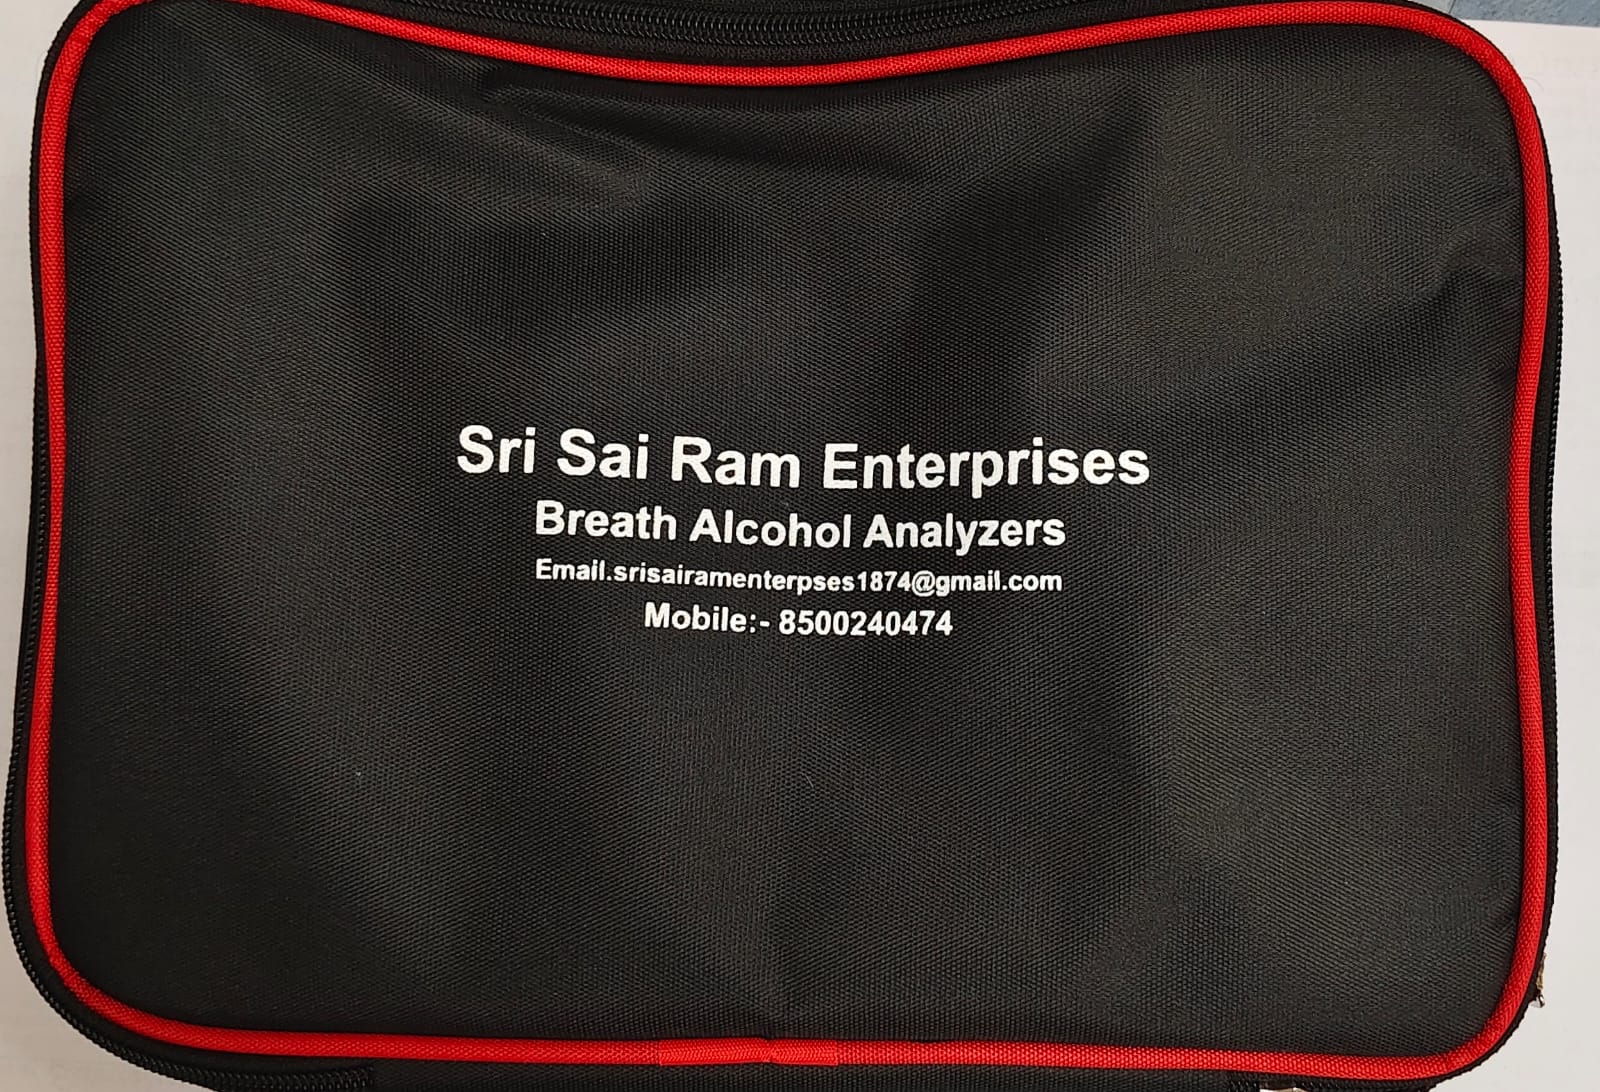 Sri Sai Ram Enterprises
Breath Alcohol Analyzers
Email.srisairamenterpses1874@gmail.com
Mobile:- 8500240474